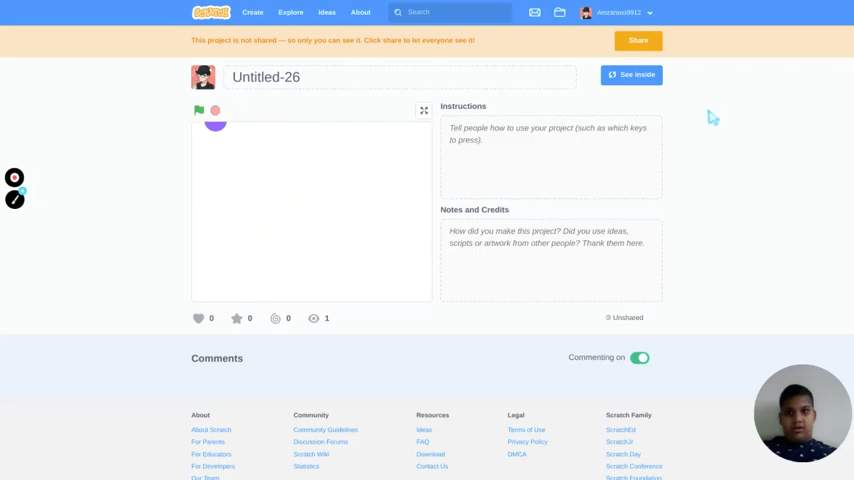 SCRATCH Create Explore Ideas About Search Amzarooo9912
This project is not shared — so only you can see it. Click share to let everyone see it! Share
Untitled-26 See inside
Instructions
Tell people how to use your project (such as which keys
to press).
Notes and Credits
How did you make this project? Did you use ideas,
scripts or artwork from other people? Thank them here.
0 0 0 1 Unshared
Comments Commenting on
About Community Resources Legal Scratch Family
About Scratch Community Guidelines Ideas Terms of Use ScratchEd
For Parents Discussion Forums FAQ Privacy Policy ScratchJr
For Educators Scratch Wiki Download DMCA Scratch Day
For Developers Statistics Contact Us Scratch Conference
Our Team Scratch Foundation